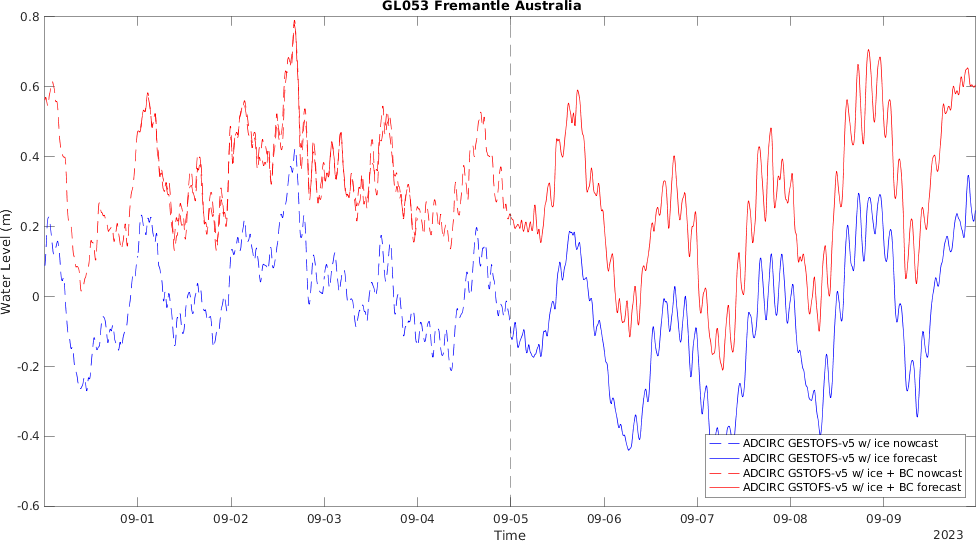 GL053 Fremantle Australia
0.8
0.6
0.4
0.2
0
-0.2
-0.4
-0.6
Water Level (m)
ADCIRC GESTOFS-v5 w/ ice nowcast
ADCIRC GESTOFS-v5 w/ ice forecast
ADCIRC GSTOFS-v5 w/ ice + BC nowcast
ADCIRC GSTOFS-v5 w/ ice + BC forecast
09-01 09-02 09-03 09-04 09-05 09-06 09-07 09-08 09-09
Time
2023